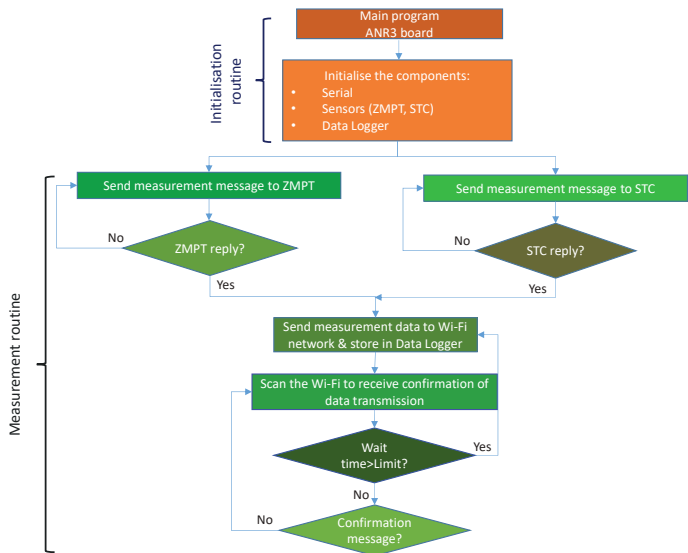 Main program
ANR3 board
Initialisation
routine
Initialise the components:
• Serial
• Sensors (ZMPT, STC)
• Data Logger
Send measurement message to ZMPT
Send measurement message to STC
No
ZMPT reply?
No
STC reply?
Yes
Yes
Measurement routine
Send measurement data to Wi-Fi
network & store in Data Logger
Scan the Wi-Fi to receive confirmation of
data transmission
Wait
time>Limit?
Yes
No
No
Confirmation
message?